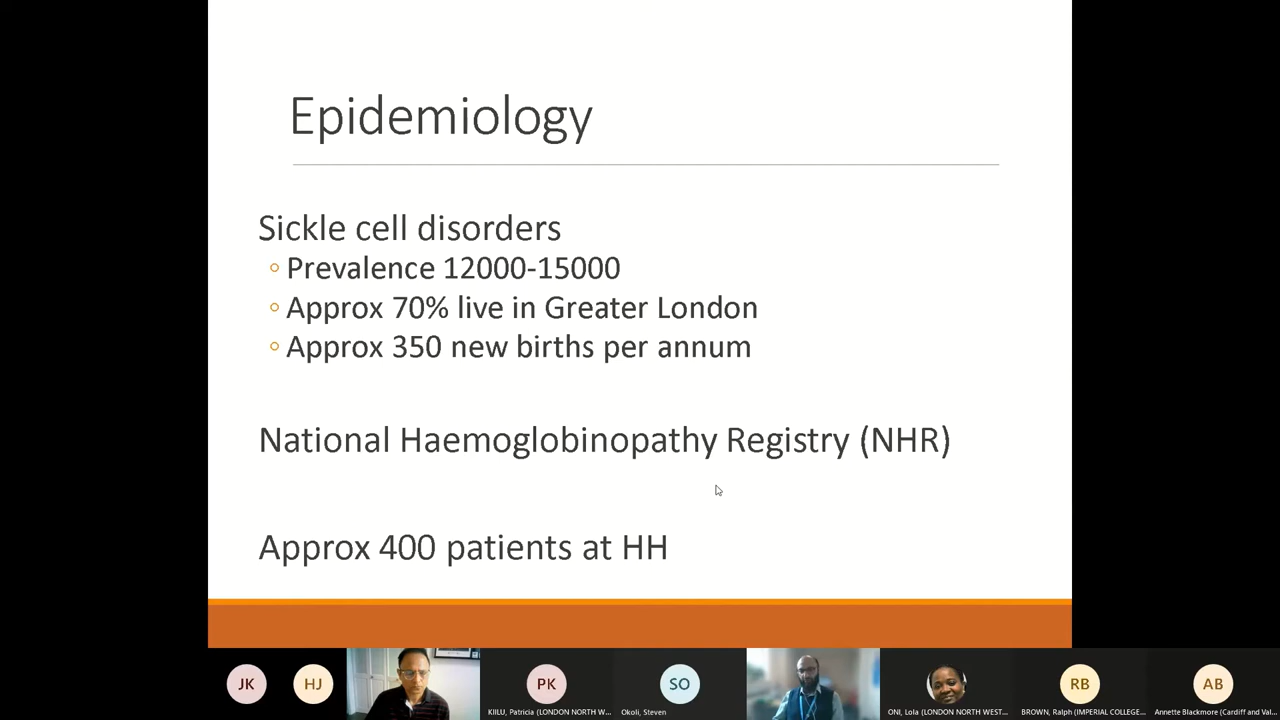 Epidemiology
Sickle cell disorders
Prevalence 12000-15000
Approx 70% live in Greater London
Approx 350 new births per annum
National Haemoglobinopathy Registry (NHR)
Approx 400 patients at HH
JK
HJ
PK
SO
RB
AB
KIILU, Patricia (LONDON NORTH W...
Okoli, Steven
ONI, Lola (LONDON NORTH WEST...
BROWN, Ralph (IMPERIAL COLLEGE...
Annette Blackmore (Cardiff and Val...